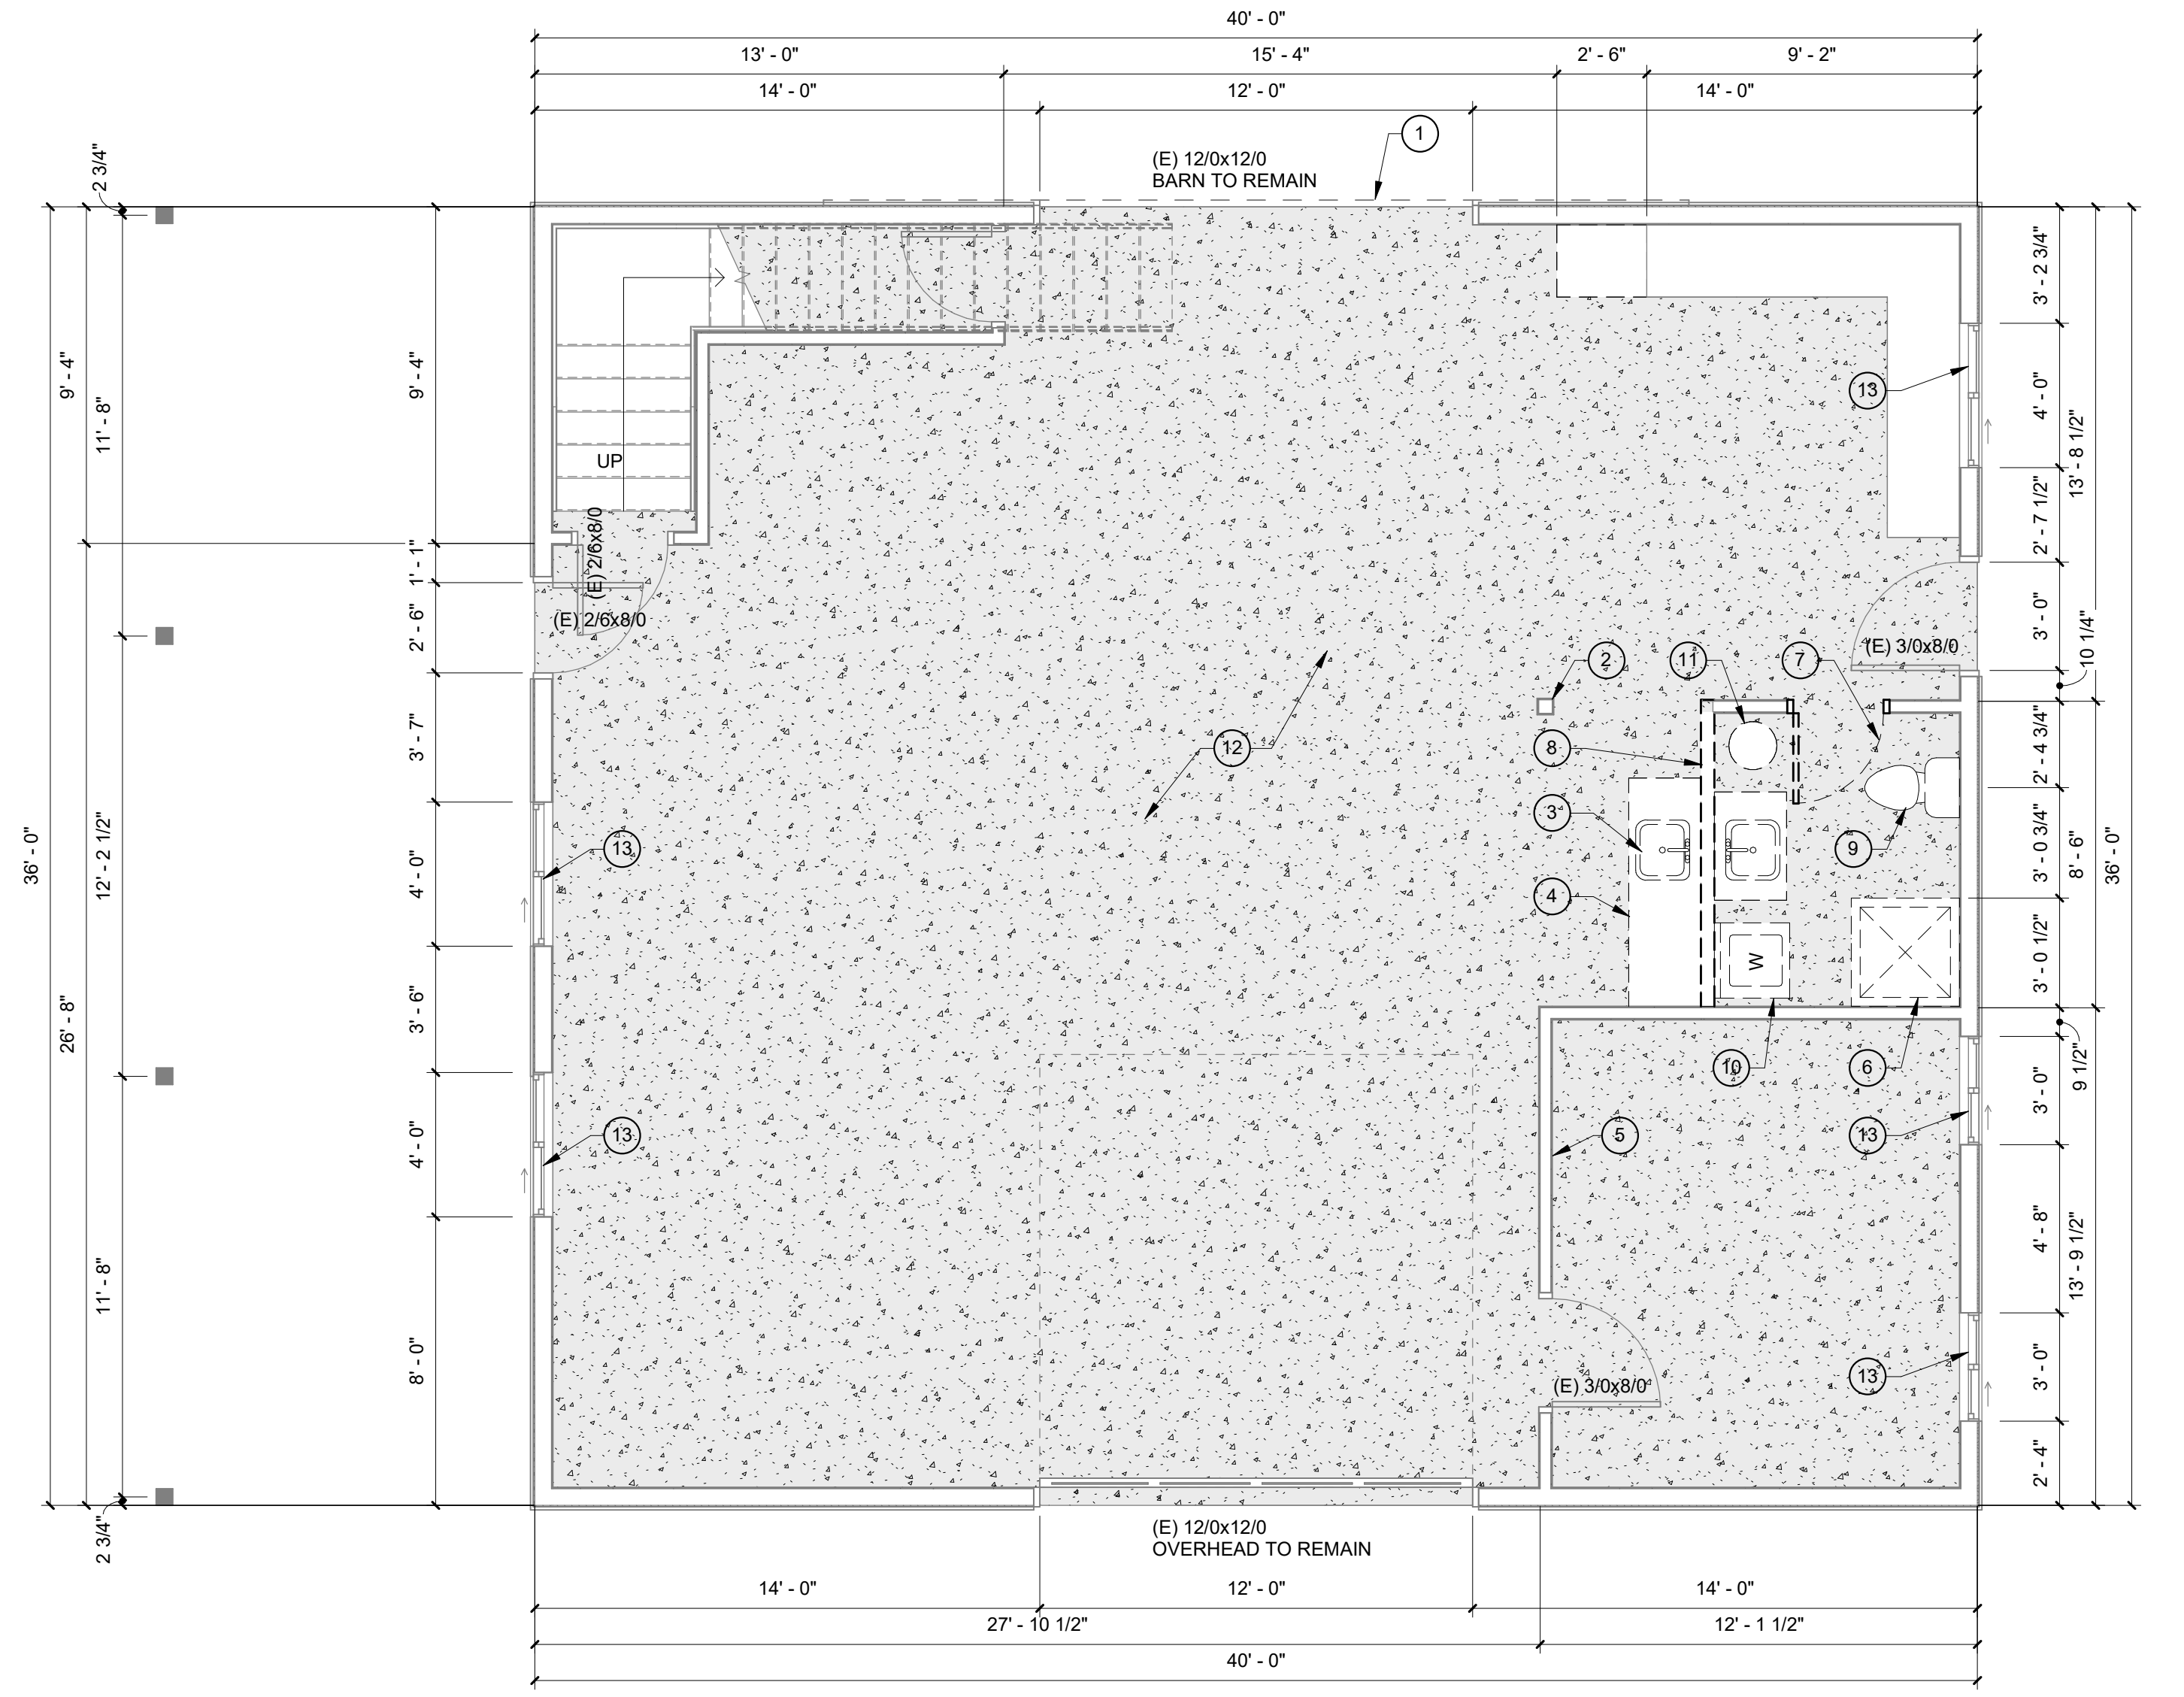 40' - 0"
13' - 0"
15' - 4"
2' - 6"
9' - 2"
14' - 0"
12' - 0"
14' - 0"
1
(E) 12/0x12/0
BARN TO REMAIN
2 3/4"
3' - 2 3/4"
9' - 4"
11' - 8"
9' - 4"
13
4' - 0"
13' - 8 1/2"
UP
2' - 7 1/2"
1' - 1"
(E) 2/6x8/0
(E) 2/6x8/0
2' - 6"
3' - 0"
10 1/4"
(E) 3/0x8/0
2
11
7
3' - 7"
12
8
2' - 4 3/4"
36' - 0"
12' - 2 1/2"
4' - 0"
13
3
9
3' - 0 3/4"
8' - 6"
36' - 0"
4
3' - 0 1/2"
W
26' - 8"
3' - 6"
10
6
9 1/2"
3' - 0"
4' - 0"
13
5
13
11' - 8"
4' - 8"
13' - 9 1/2"
8' - 0"
(E) 3/0x8/0
13
3' - 0"
2' - 4"
2 3/4"
(E) 12/0x12/0
OVERHEAD TO REMAIN
14' - 0"
12' - 0"
14' - 0"
27' - 10 1/2"
12' - 1 1/2"
40' - 0"